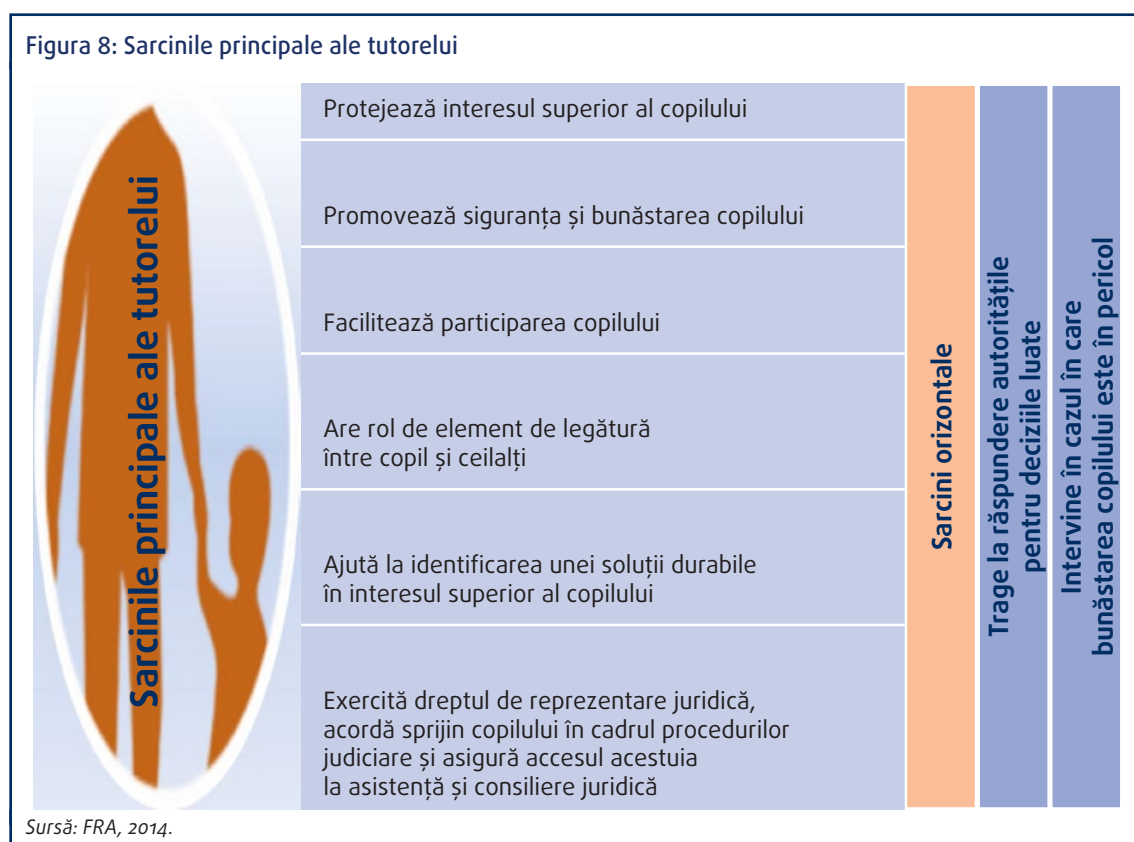 Figura 8: Sarcinile principale ale tutorelui
Sarcinile principale ale tutorelui
Protejează interesul superior al copilului
Promovează siguranța și bunăstarea copilului
Facilitează participarea copilului
Are rol de element de legătură
între copil și ceilalți
Ajută la identificarea unei soluții durabile
în interesul superior al copilului
Exercită dreptul de reprezentare juridică,
acordă sprijin copilului în cadrul procedurilor
judiciare și asigură accesul acestuia
la asistență și consiliere juridică
Sarcini orizontale
Trage la răspundere autoritățile
pentru deciziile luate
Intervine în cazul în care
bunăstarea copilului este în pericol
Sursă: FRA, 2014.